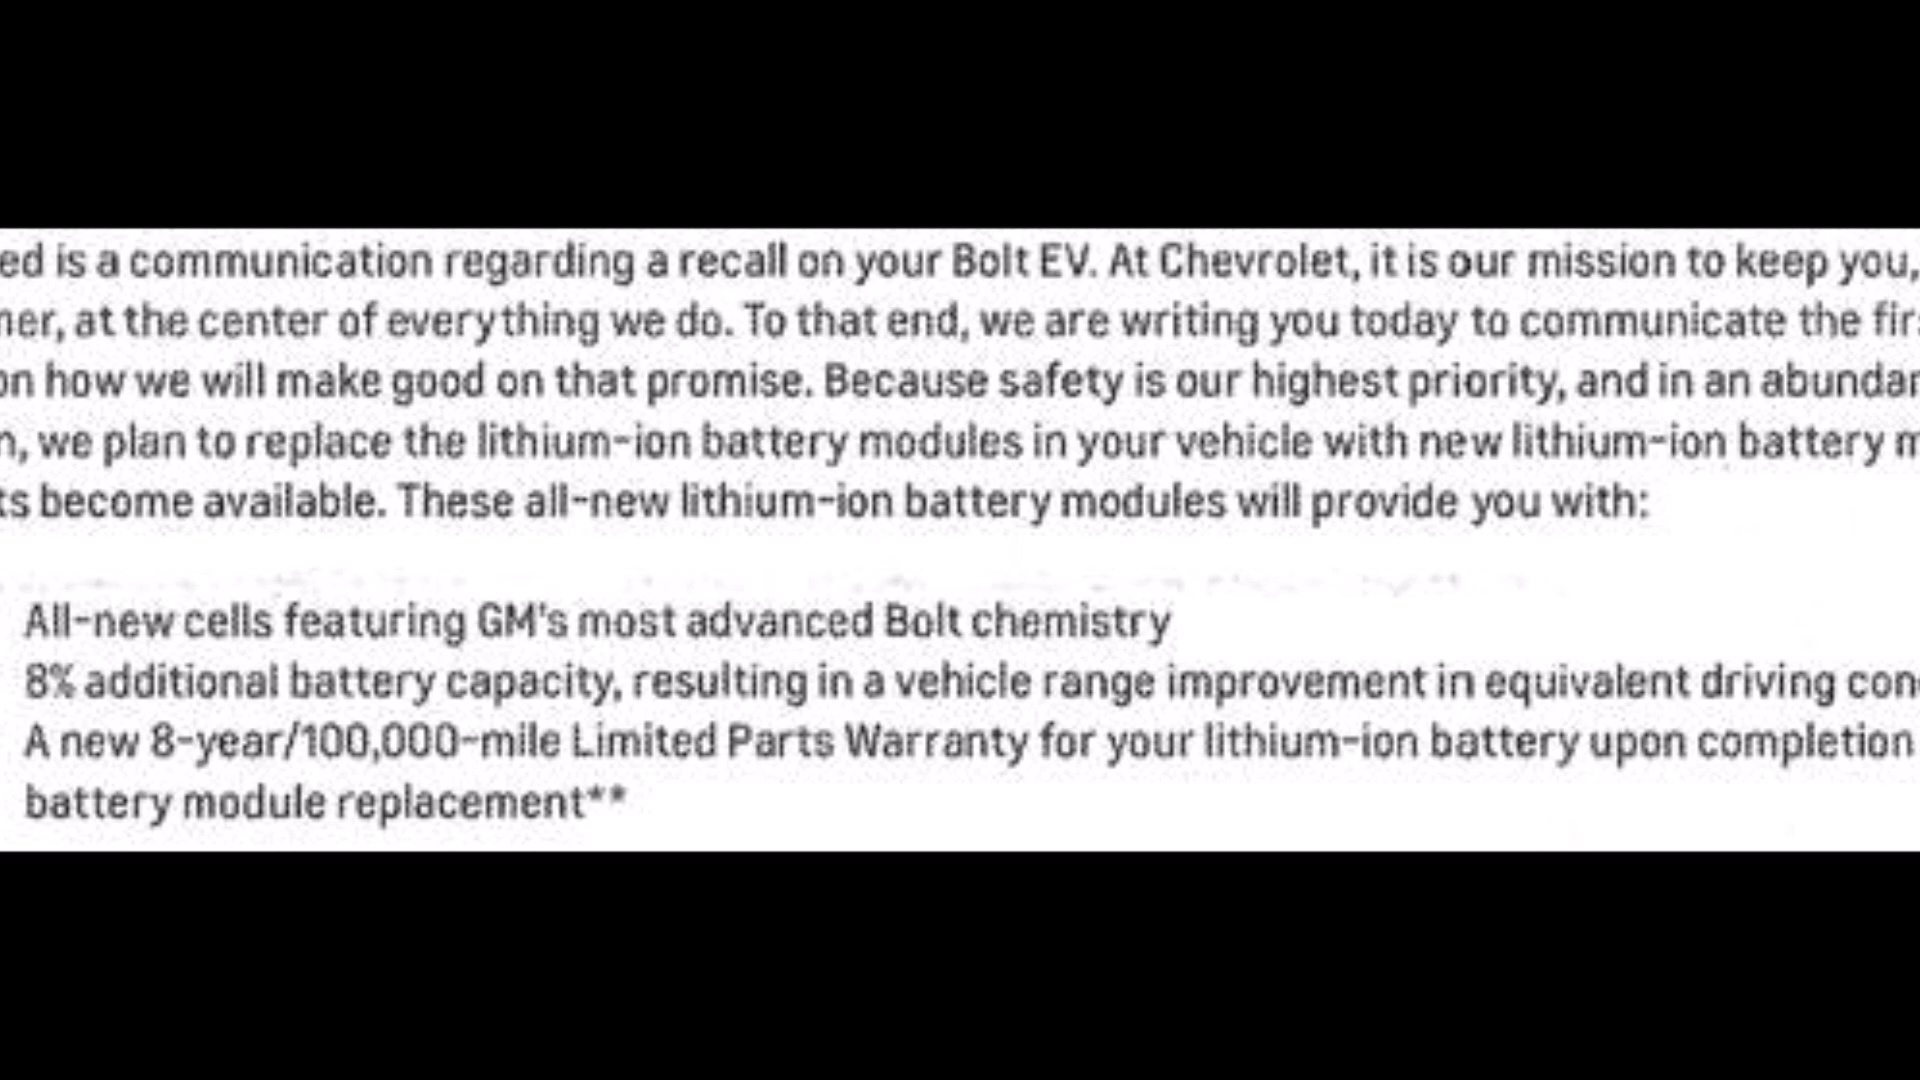 ed is a communication regarding a recall on your Bolt EV. At Chevrolet, it is our mission to keep you,
ner, at the center of everything we do. To that end, we are writing you today to communicate the fir
on how we will make good on that promise. Because safety is our highest priority, and in an abundan
n, we plan to replace the lithium-ion battery modules in your vehicle with new lithium-ion battery m
ts become available. These all-new lithium-ion battery modules will provide you with:
All-new cells featuring GM's most advanced Bolt chemistry
8% additional battery capacity, resulting in a vehicle range improvement in equivalent driving con
A new 8-year/100,000-mile Limited Parts Warranty for your lithium-ion battery upon completion
battery module replacement**